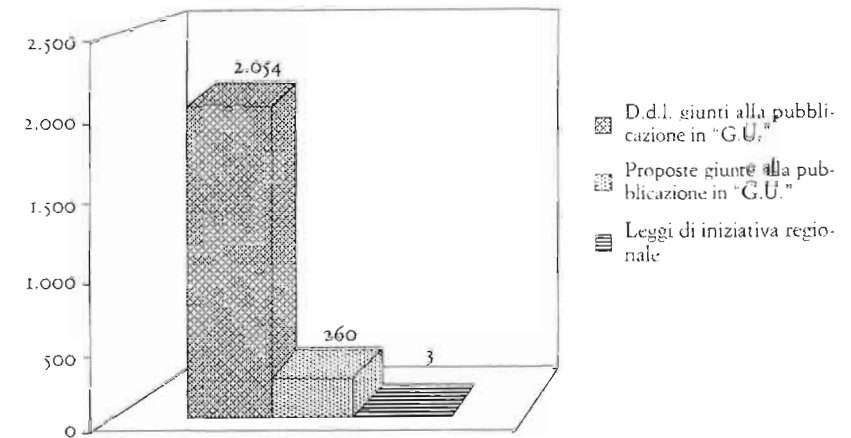 2.500
2.000
1.500
1.000
500
0
2.054
260
3
D.d.l. giunti alla pubbli-
cazione in "G.U."
Proposte giunte alla pub-
blicazione in "G.U."
Leggi di iniziativa regio-
nale